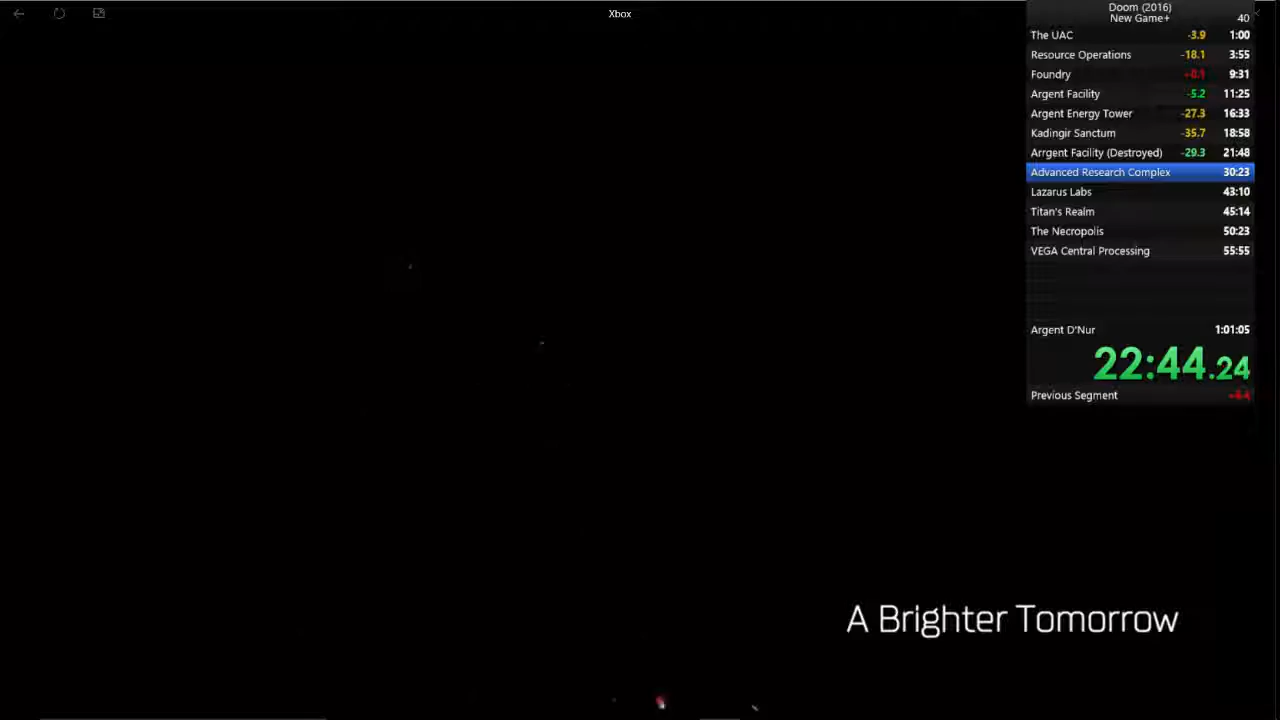 Xbox
Doom (2016)
New Game+ 40
The UAC -3.9 1:00
Resource Operations -18.1 3:55
Foundry +0.1 9:31
Argent Facility -5.2 11:25
Argent Energy Tower -27.3 16:33
Kadingir Sanctum -35.7 18:58
Arrgent Facility (Destroyed) -29.3 21:48
Advanced Research Complex 30:23
Lazarus Labs 43:10
Titan's Realm 45:14
The Necropolis 50:23
VEGA Central Processing 55:55
Argent D'Nur 1:01:05
22:44.24
Previous Segment
A Brighter Tomorrow